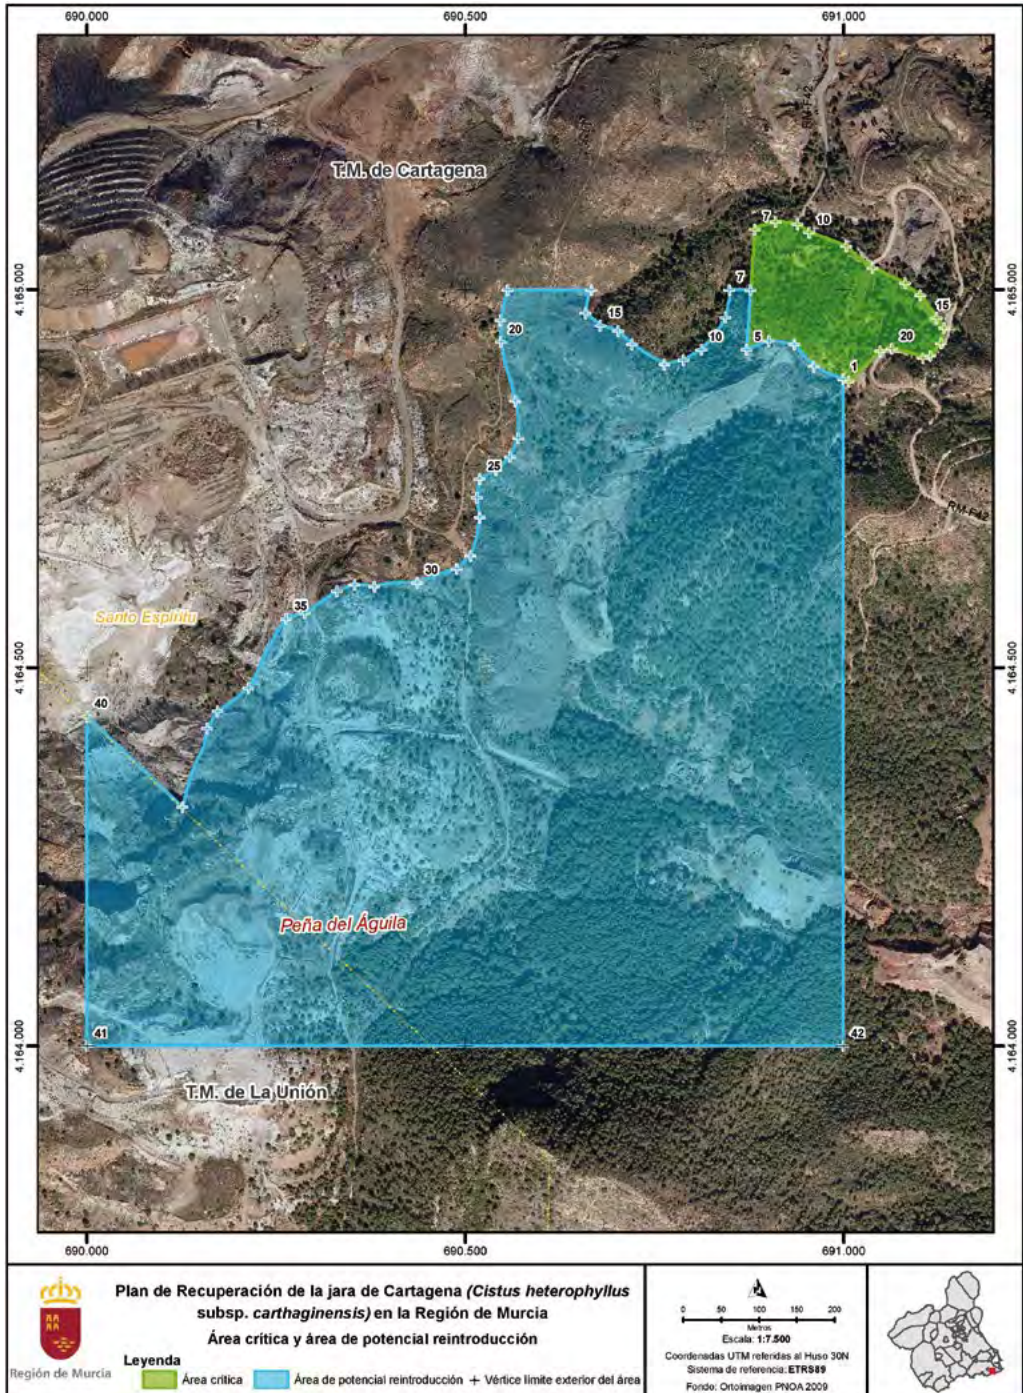 690.000 690.500 691.000
T.M. de Cartagena
7 10
4.165.000 15 7 15 4.165.000
20 10 5 20
1
25
RM-F42
30
35
Santo Espíritu
4.164.500 4.164.500
40
Peña del Águila
41 42
4.164.000 4.164.000
T.M. de La Unión
690.000 690.500 691.000
Región de Murcia
Plan de Recuperación de la jara de Cartagena (Cistus heterophyllus
subsp. carthaginensis) en la Región de Murcia
Área crítica y área de potencial reintroducción
Leyenda
Área crítica Área de potencial reintroducción + Vértice límite exterior del área
0 50 100 150 200
Metros
Escala: 1:7.500
Coordenadas UTM referidas al Huso 30N
Sistema de referencia: ETRS89
Fondo: Ortoimagen PNOA 2009